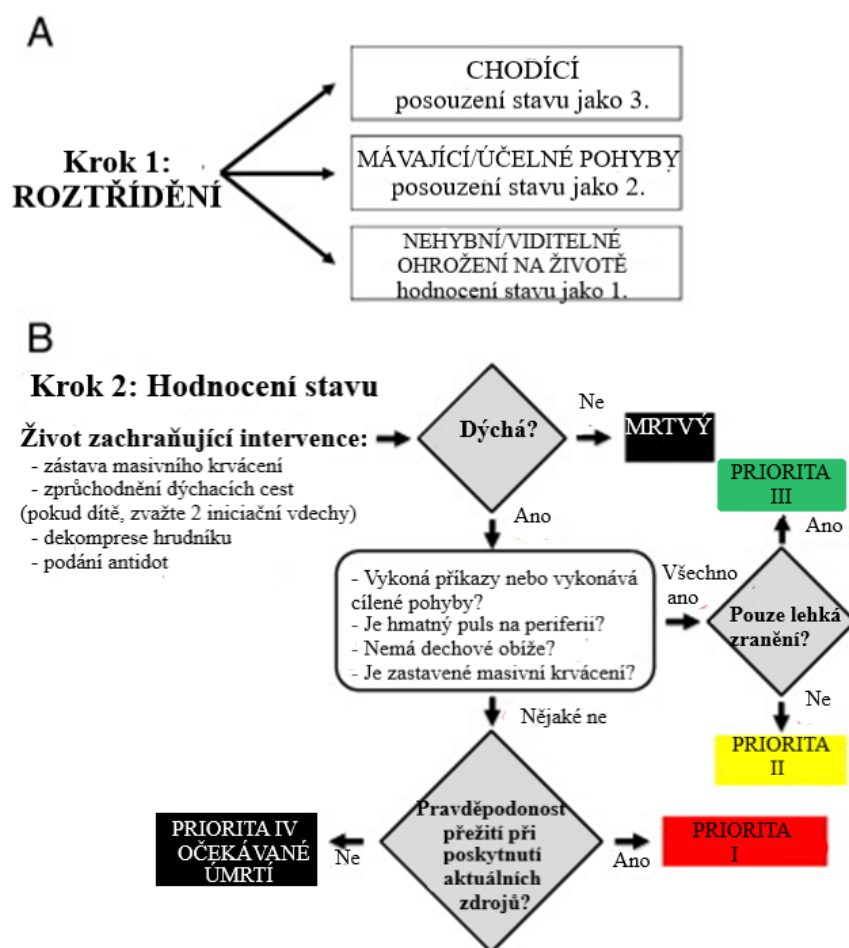 A
Krok 1:
ROZTŘÍDĚNÍ
CHODÍCÍ
posouzení stavu jako 3.
MÁVAJÍCÍ/ÚČELNÉ POHYBY
posouzení stavu jako 2.
NEHYBNÍ/VIDITELNÉ
OHROŽENÍ NA ŽIVOTĚ
hodnocení stavu jako 1.
B
Krok 2: Hodnocení stavu
Život zachraňující intervence:
- zástava masivního krvácení
- zprůchodnění dýchacích cest
(pokud dítě, zvažte 2 iniciační vdechy)
- dekomprese hrudníku
- podání antidot
Dýchá?
Ne
MRTVÝ
Ano
- Vykoná příkazy nebo vykonává
cílené pohyby?
- Je hmatný puls na periferii?
- Nemá dechové obíže?
- Je zastavené masivní krvácení?
Všechno
ano
Pouze lehká
zranění?
Ano
PRIORITA
III
Ne
PRIORITA
II
Nějaké ne
Pravděpodonost
přežití při
poskytnutí
aktuálních
zdrojů?
Ne
PRIORITA IV
OČEKÁVANÉ
ÚMRTÍ
Ano
PRIORITA
I